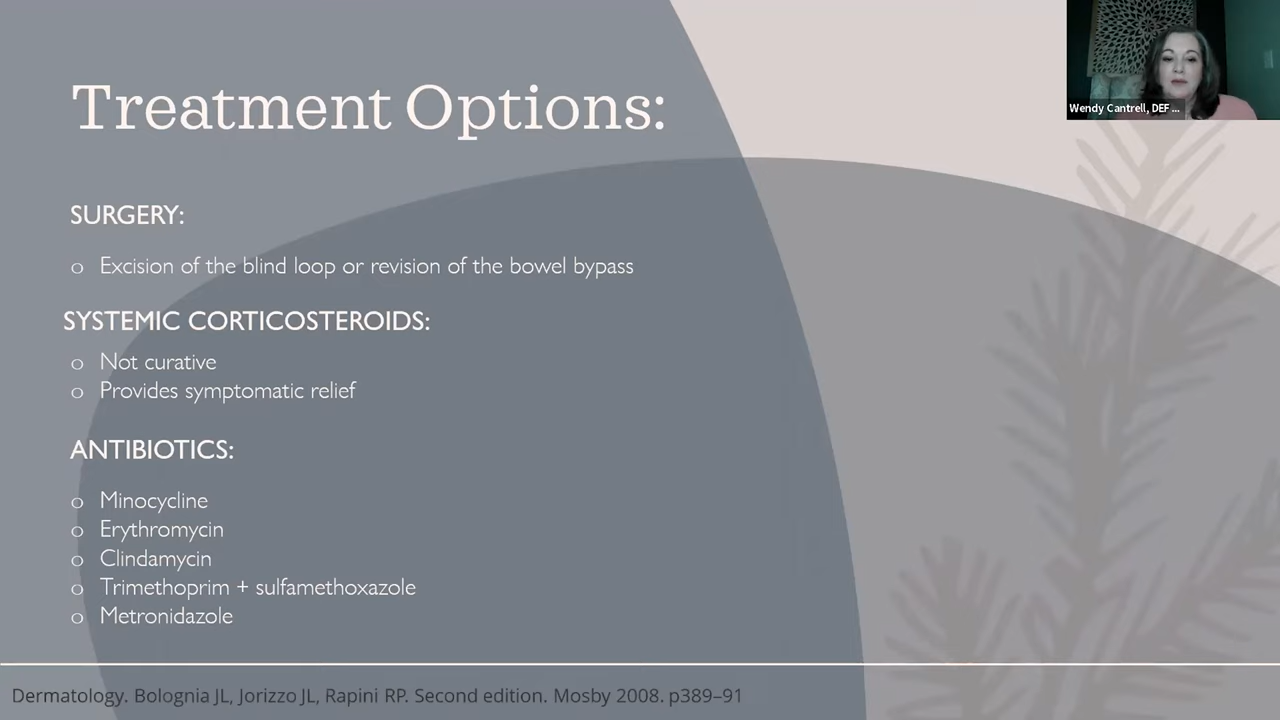 Treatment Options:
Wendy Cantrell, DEF ...
SURGERY:
o Excision of the blind loop or revision of the bowel bypass
SYSTEMIC CORTICOSTEROIDS:
o Not curative
o Provides symptomatic relief
ANTIBIOTICS:
o Minocycline
o Erythromycin
o Clindamycin
o Trimethoprim + sulfamethoxazole
o Metronidazole
Dermatology. Bolognia JL, Jorizzo JL, Rapini RP. Second edition. Mosby 2008. p389–91